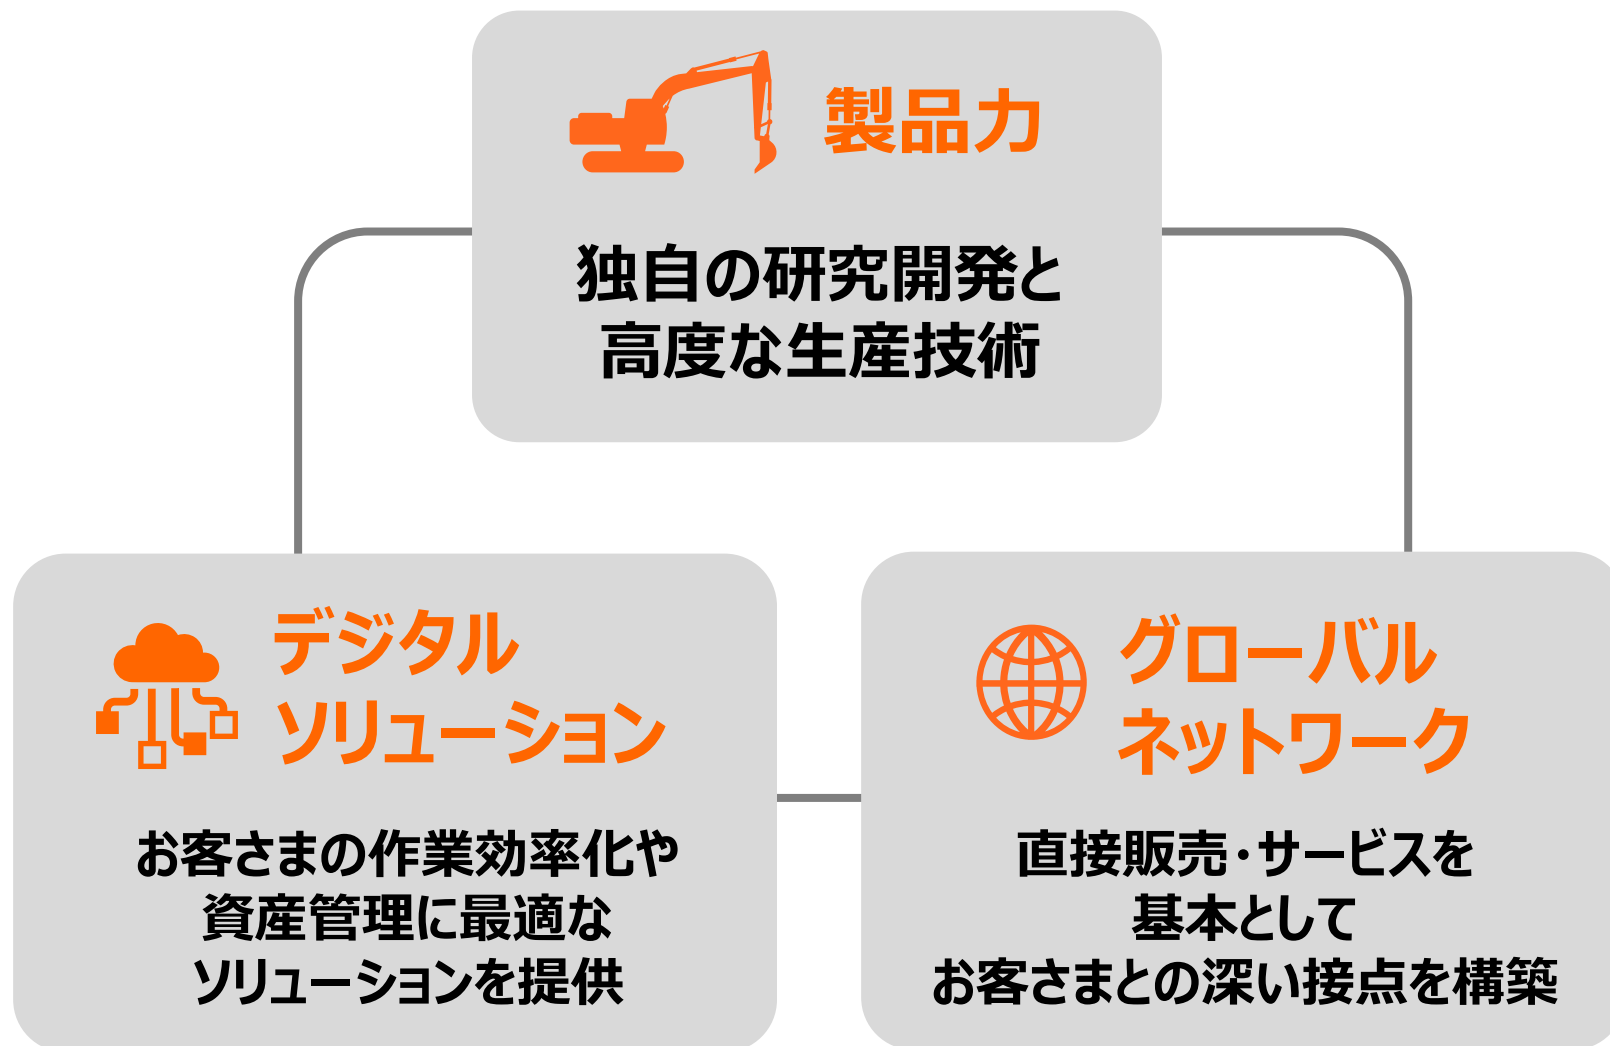 製品力
独自の研究開発と
高度な生産技術
デジタル
ソリューション
お客さまの作業効率化や
資産管理に最適な
ソリューションを提供
グローバル
ネットワーク
直接販売・サービスを
基本として
お客さまとの深い接点を構築